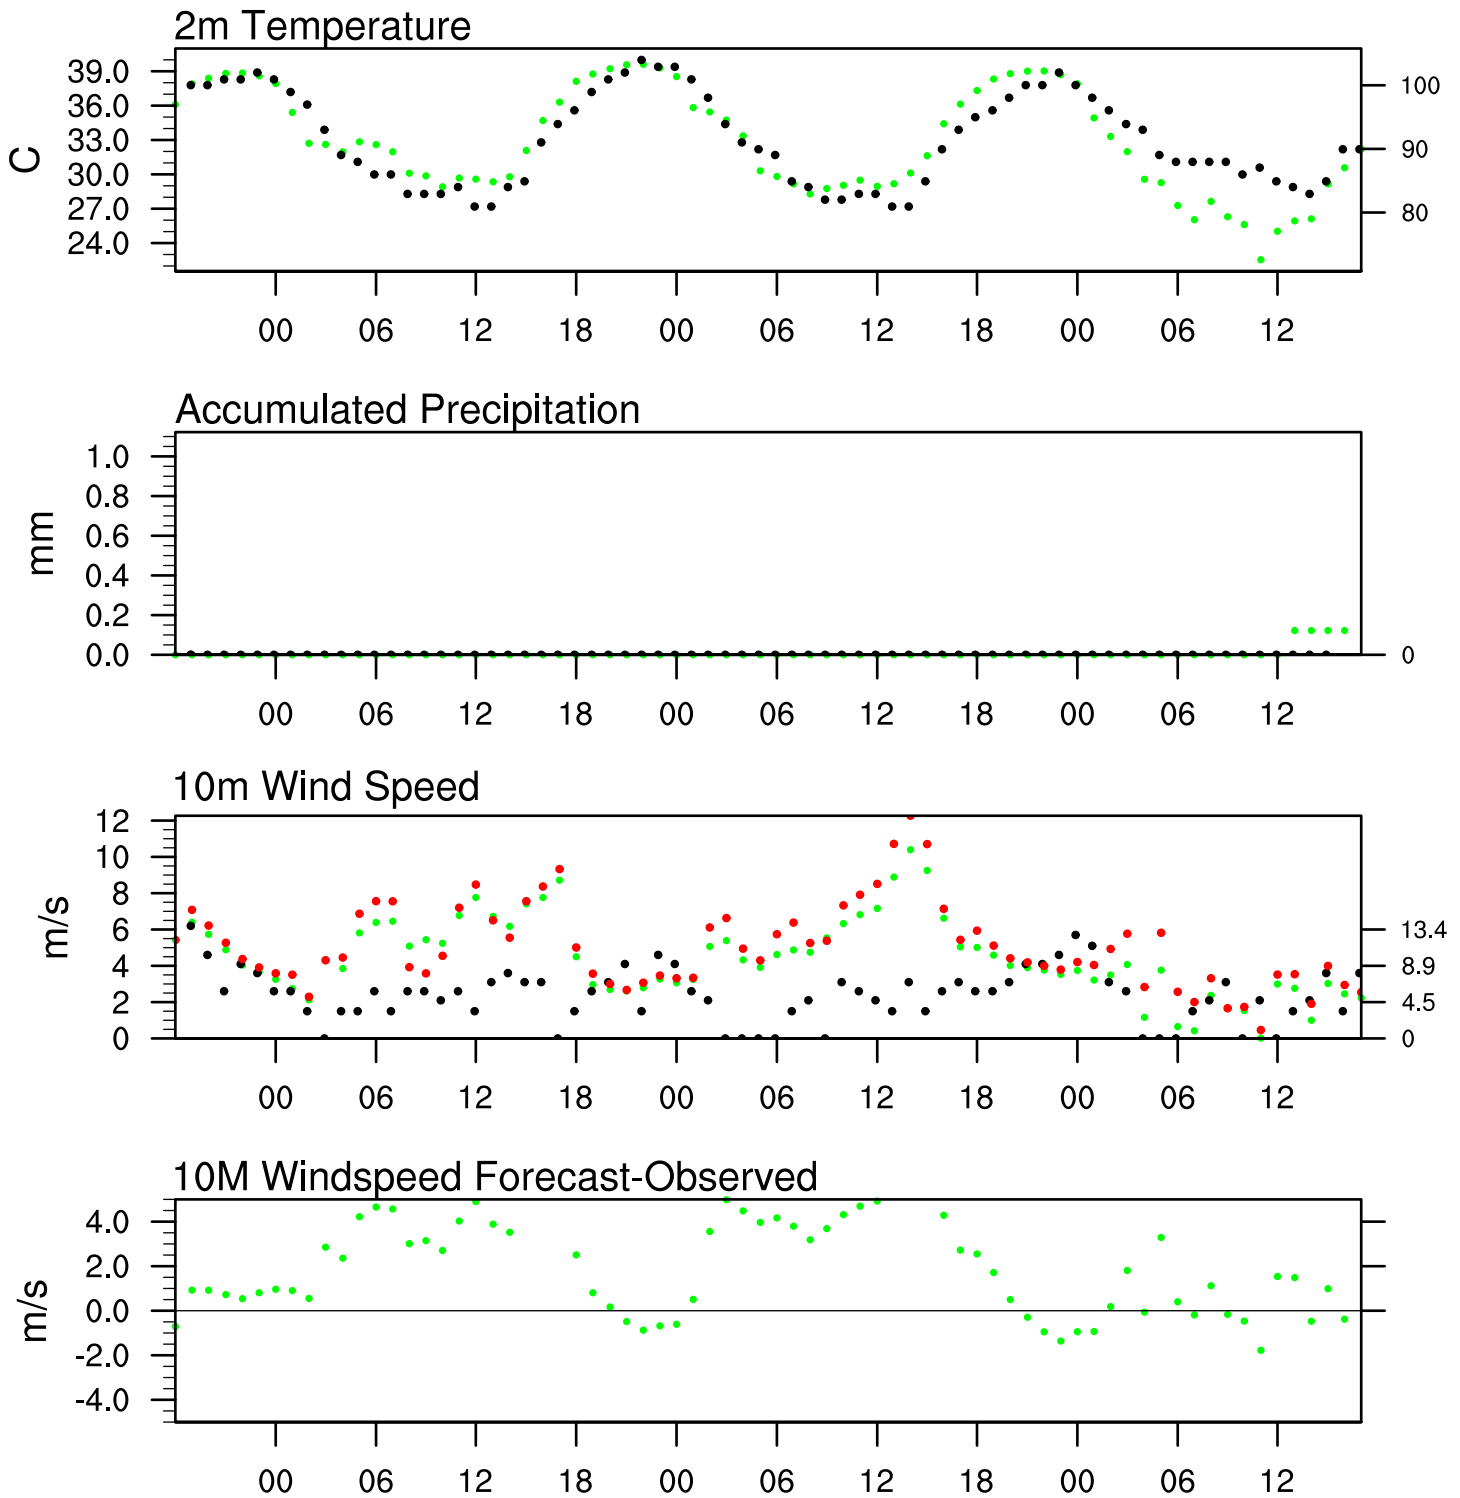 2m Temperature
39.0
36.0
33.0
30.0
27.0
24.0
C
100
90
80
00 06 12 18 00 06 12 18 00 06 12
Accumulated Precipitation
1.0
0.8
0.6
0.4
0.2
0.0
mm
0
00 06 12 18 00 06 12 18 00 06 12
10m Wind Speed
12
10
8
6
4
2
0
m/s
13.4
8.9
4.5
0
00 06 12 18 00 06 12 18 00 06 12
10M Windspeed Forecast-Observed
4.0
2.0
0.0
-2.0
-4.0
m/s
00 06 12 18 00 06 12 18 00 06 12